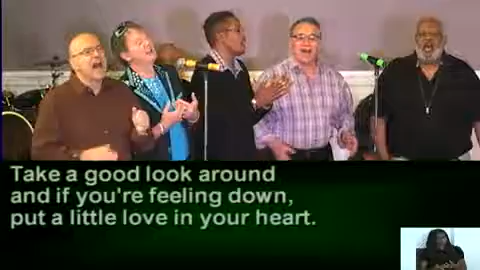 Take a good look around
and if you're feeling down,
put a little love in your heart.